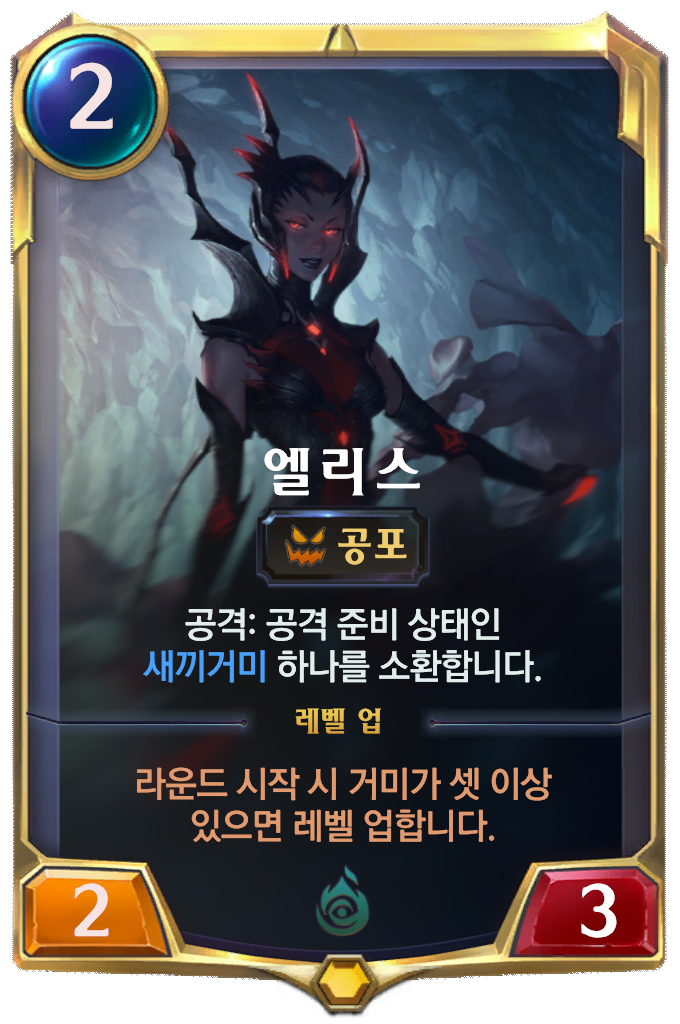 2
엘리스
공포
공격: 공격 준비 상태인
새끼거미 하나를 소환합니다.
레벨 업
라운드 시작 시 거미가 셋 이상
있으면 레벨 업합니다.
2
3